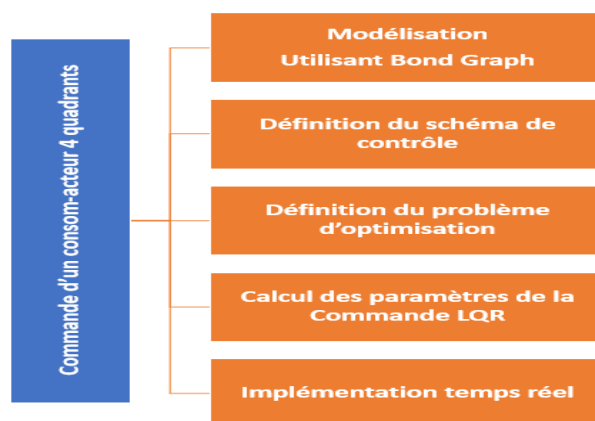 Commande d'un consom-acteur 4 quadrants
Modélisation
Utilisant Bond Graph
Définition du schéma de
contrôle
Définition du problème
d'optimisation
Calcul des paramètres de la
Commande LQR
Implémentation temps réel